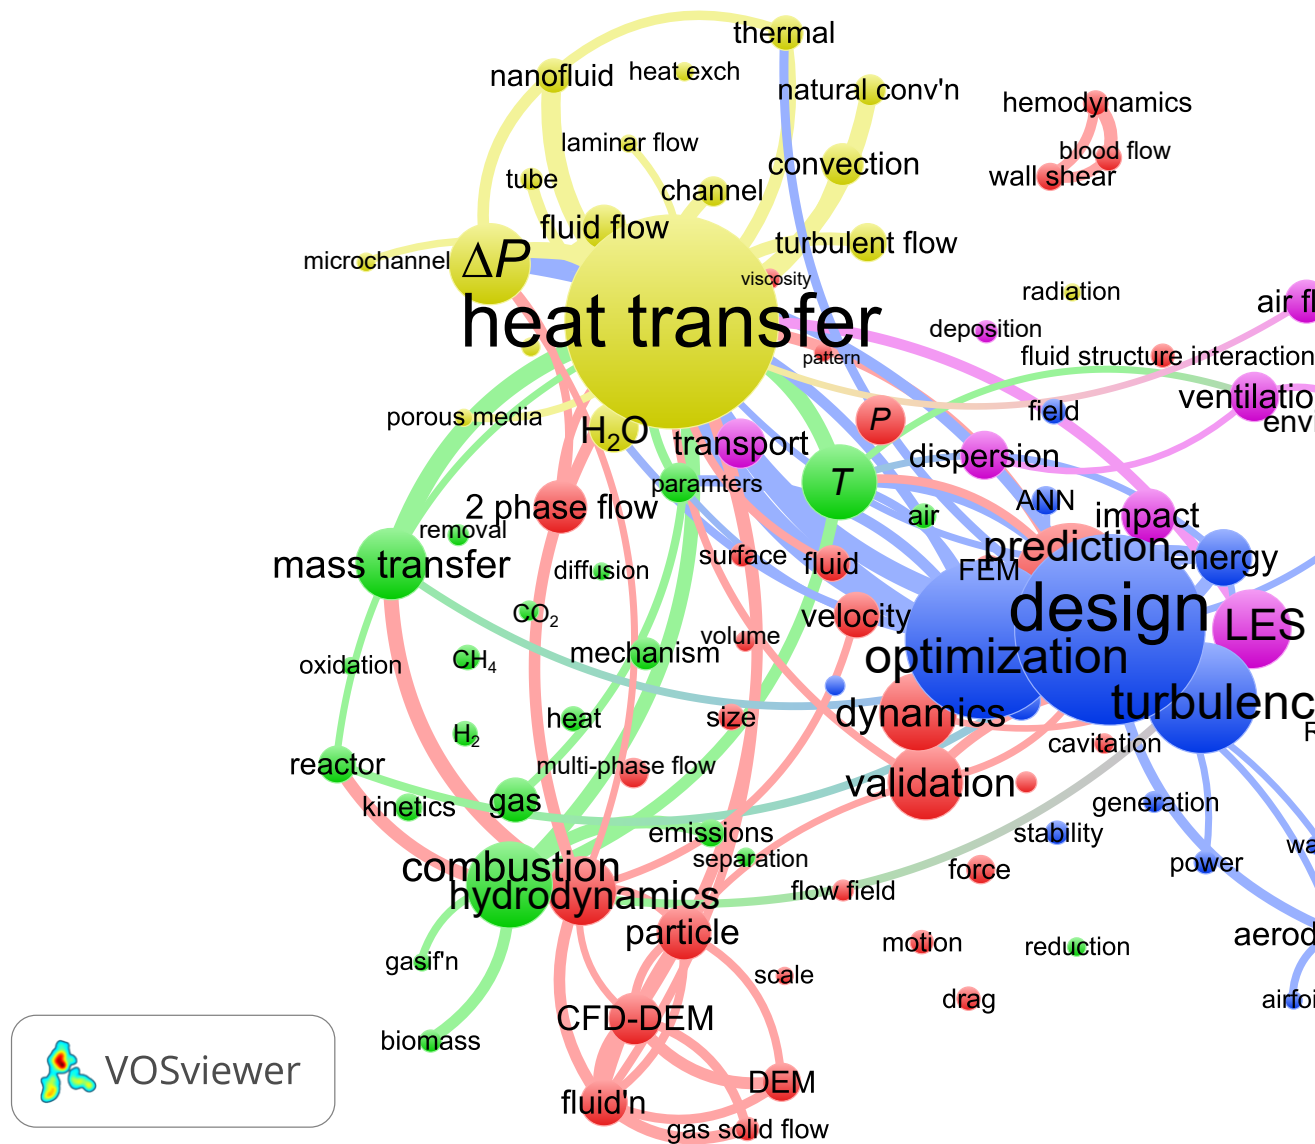 thermal
nanofluid
heat exch
natural conv'n
hemodynamics
laminar flow
blood flow
convection
wall shear
tube
channel
fluid flow
turbulent flow
microchannel
ΔP
viscosity
radiation
air fl
heat transfer
deposition
pattern
fluid structure interaction
ventilatio
porous media
field
envi
H₂O
P
transport
dispersion
paramters
T
ANN
2 phase flow
air
impact
removal
prediction
surface
energy
mass transfer
diffusion
fluid
FEM
CO₂
velocity
design
LES
volume
CH₄
mechanism
optimization
oxidation
turbulenc
H₂
heat
size
dynamics
R
cavitation
reactor
multi-phase flow
validation
kinetics
gas
generation
emissions
stability
wa
separation
power
combustion
force
hydrodynamics
flow field
particle
motion
reduction
aerod
gasif'n
scale
drag
airfoi
CFD-DEM
biomass
VOSviewer
DEM
fluid'n
gas solid flow